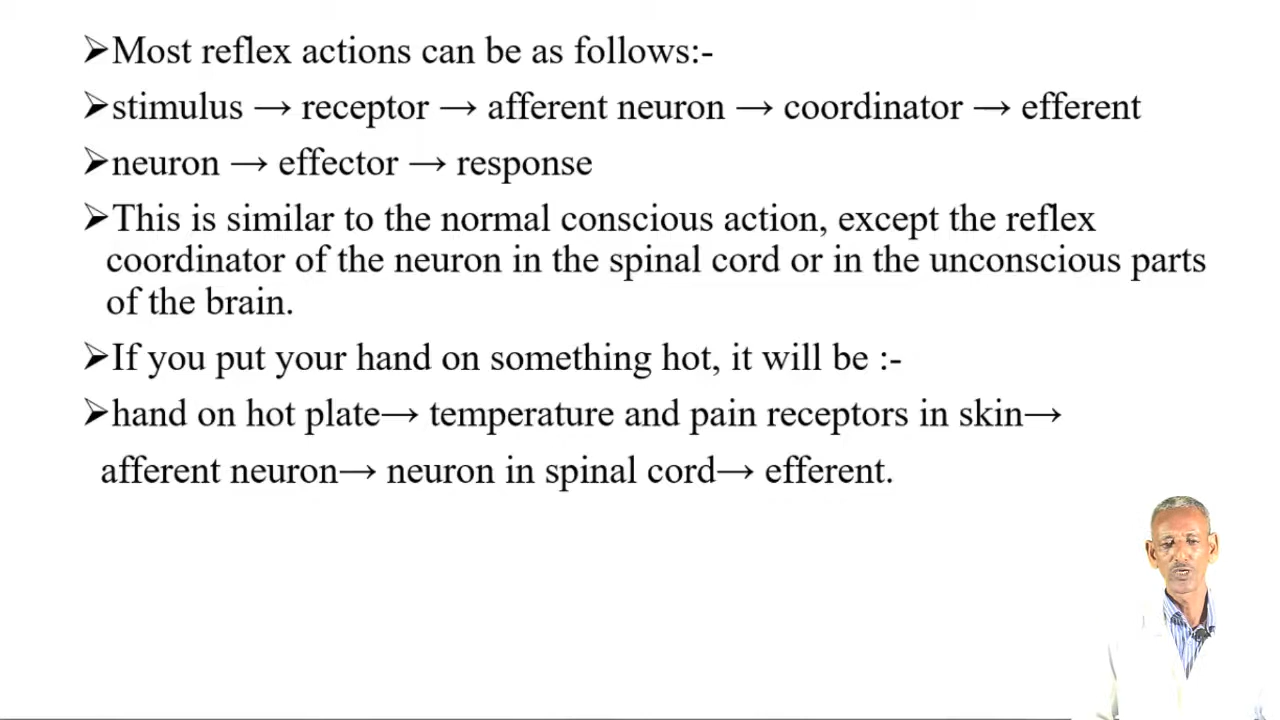 ➢Most reflex actions can be as follows:-
➢stimulus → receptor → afferent neuron → coordinator → efferent
➢neuron → effector → response
➢This is similar to the normal conscious action, except the reflex
coordinator of the neuron in the spinal cord or in the unconscious parts
of the brain.
➢If you put your hand on something hot, it will be :-
➢hand on hot plate→ temperature and pain receptors in skin→
afferent neuron→ neuron in spinal cord→ efferent.